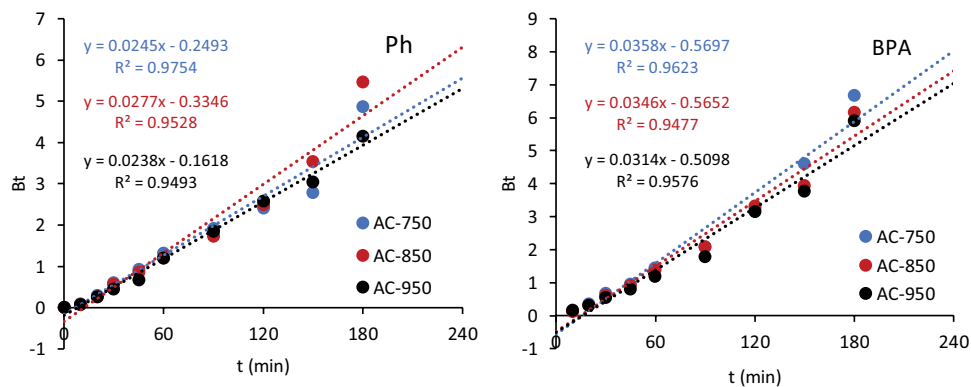 7
6
5
4
3
2
1
0
-1
Bt
y = 0.0245x - 0.2493
R² = 0.9754
y = 0.0277x - 0.3346
R² = 0.9528
y = 0.0238x - 0.1618
R² = 0.9493
Ph
AC-750
AC-850
AC-950
0 60 120 180 240
t (min)
9
8
7
6
5
4
3
2
1
0
-1
Bt
y = 0.0358x - 0.5697
R² = 0.9623
y = 0.0346x - 0.5652
R² = 0.9477
y = 0.0314x - 0.5098
R² = 0.9576
BPA
AC-750
AC-850
AC-950
0 60 120 180 240
t (min)